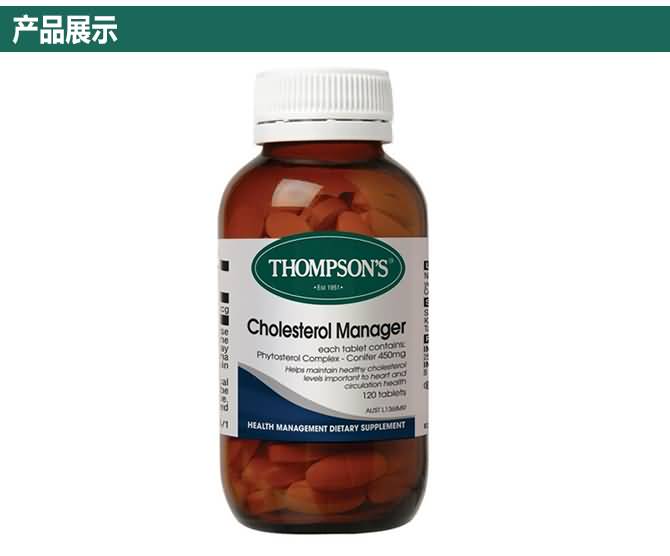 产品展示
THOMPSON'S®
• Est 1951 •
Cholesterol Manager
each tablet contains:
Phytosterol Complex - Conifer 450mg
Helps maintain healthy cholesterol
levels important to heart and
circulation health
120 tablets
HEALTH MANAGEMENT DIETARY SUPPLEMENT